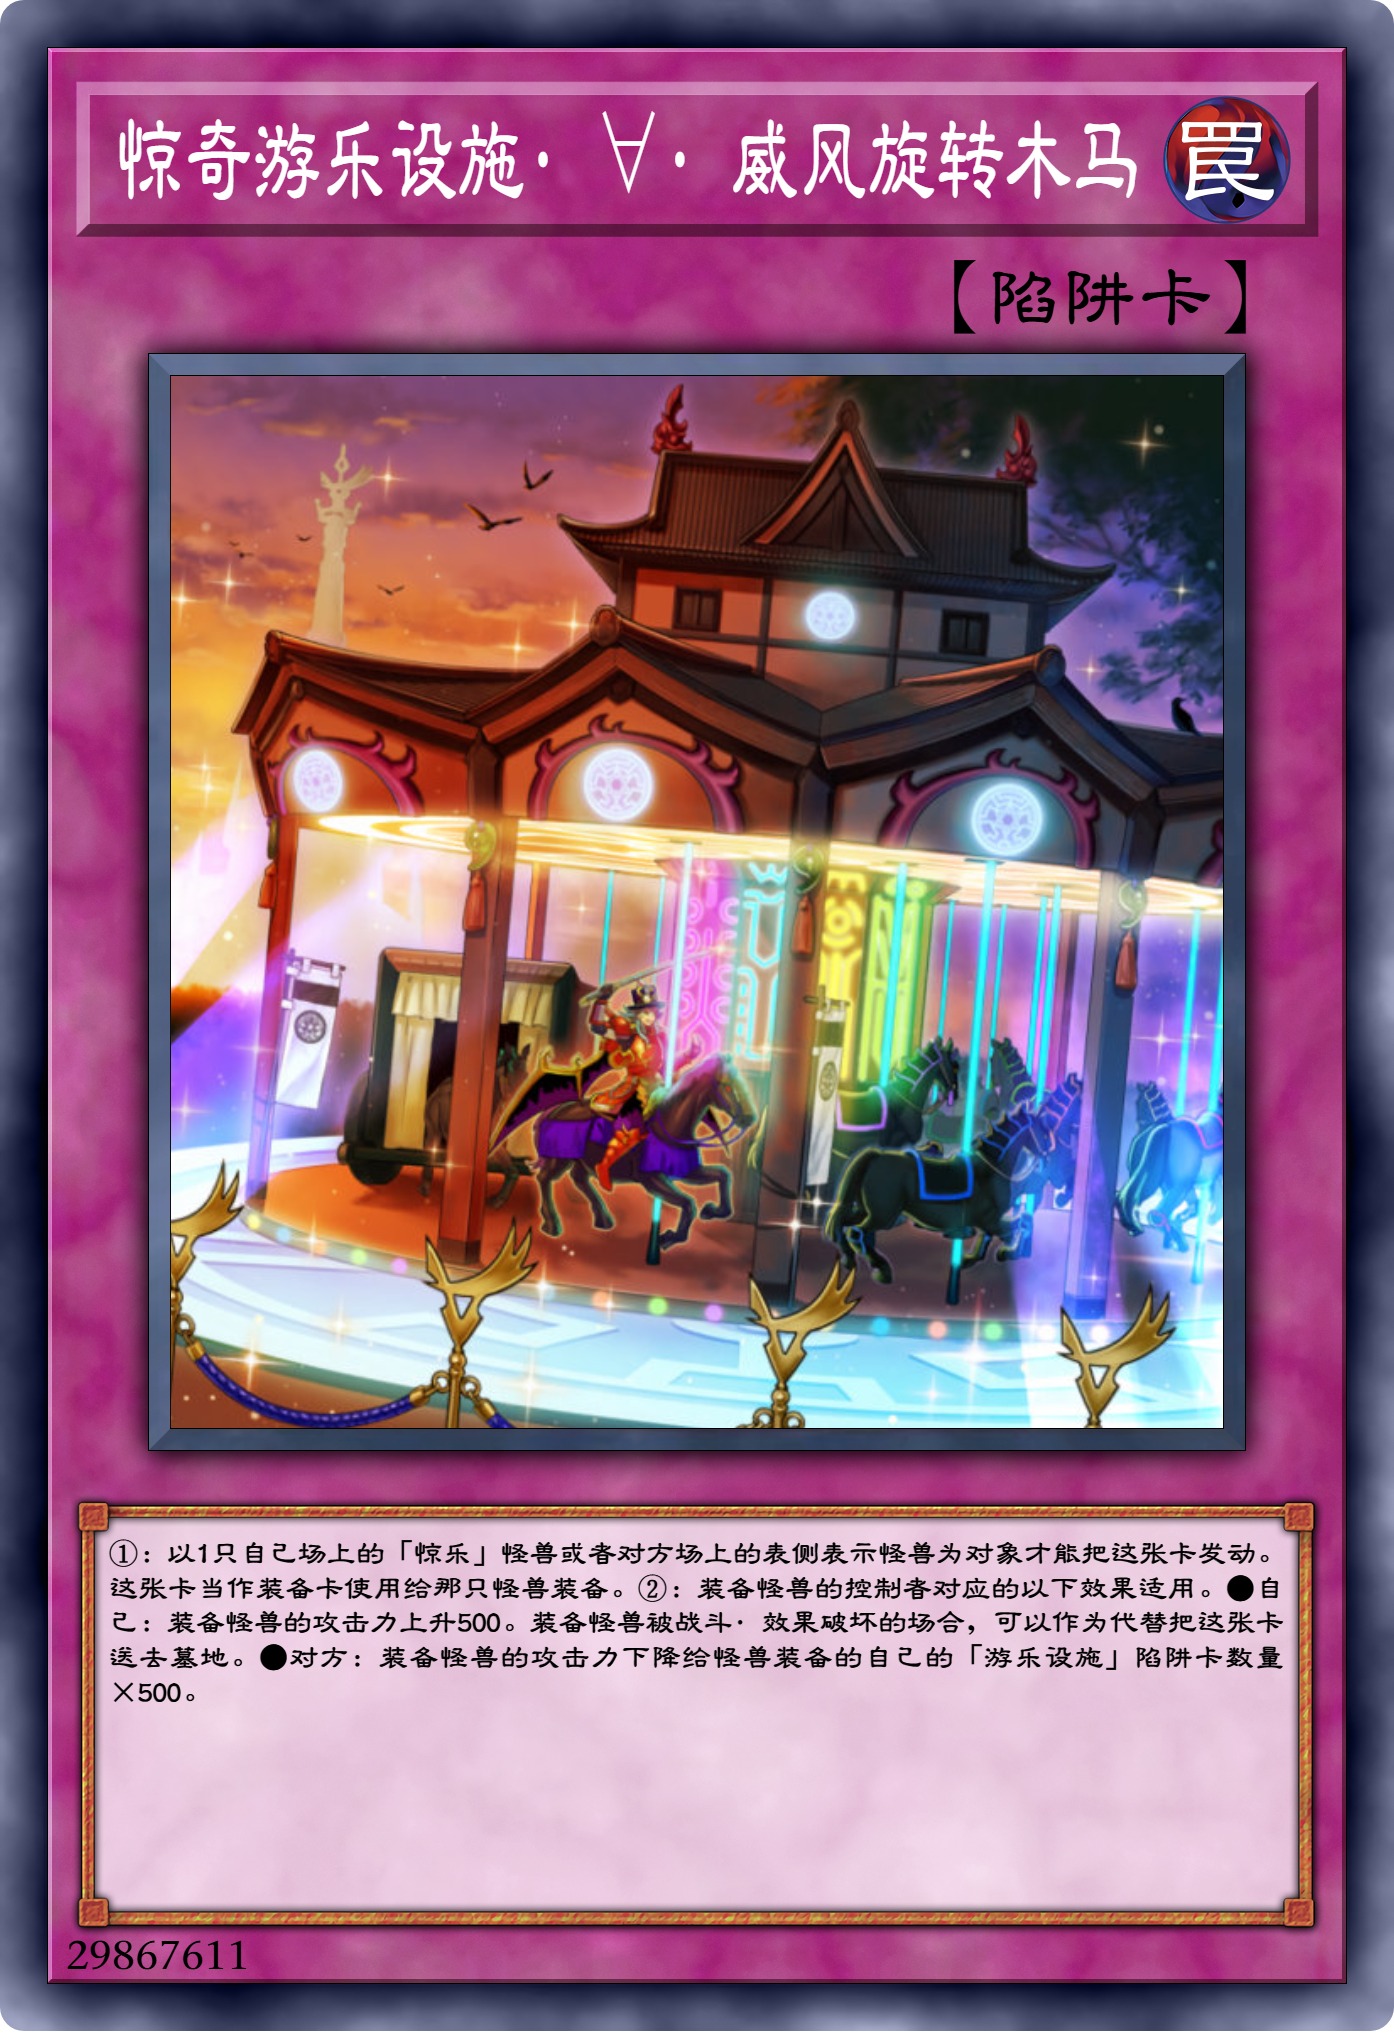 惊奇游乐设施·∀·威风旋转木马 罠
【陷阱卡】
①：以1只自己场上的「惊乐」怪兽或者对方场上的表侧表示怪兽为对象才能把这张卡发动。
这张卡当作装备卡使用给那只怪兽装备。②：装备怪兽的控制者对应的以下效果适用。●自
己：装备怪兽的攻击力上升500。装备怪兽被战斗·效果破坏的场合，可以作为代替把这张卡
送去墓地。●对方：装备怪兽的攻击力下降给怪兽装备的自己的「游乐设施」陷阱卡数量
×500。
29867611